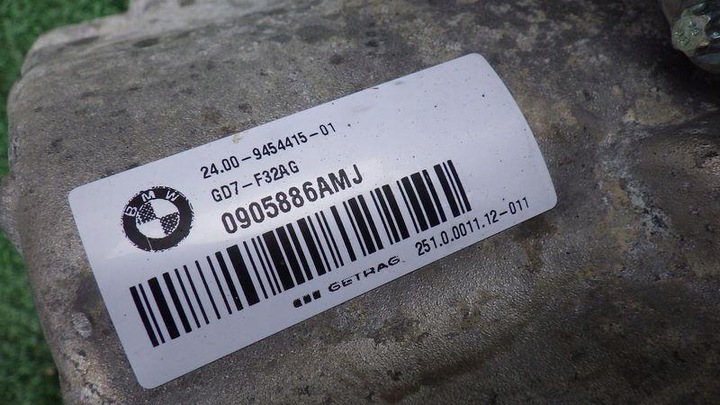 24.00-9454415-01
GD7-F32AG
BMW
0905886AMJ
GETRAG
251.0.0011.12-011